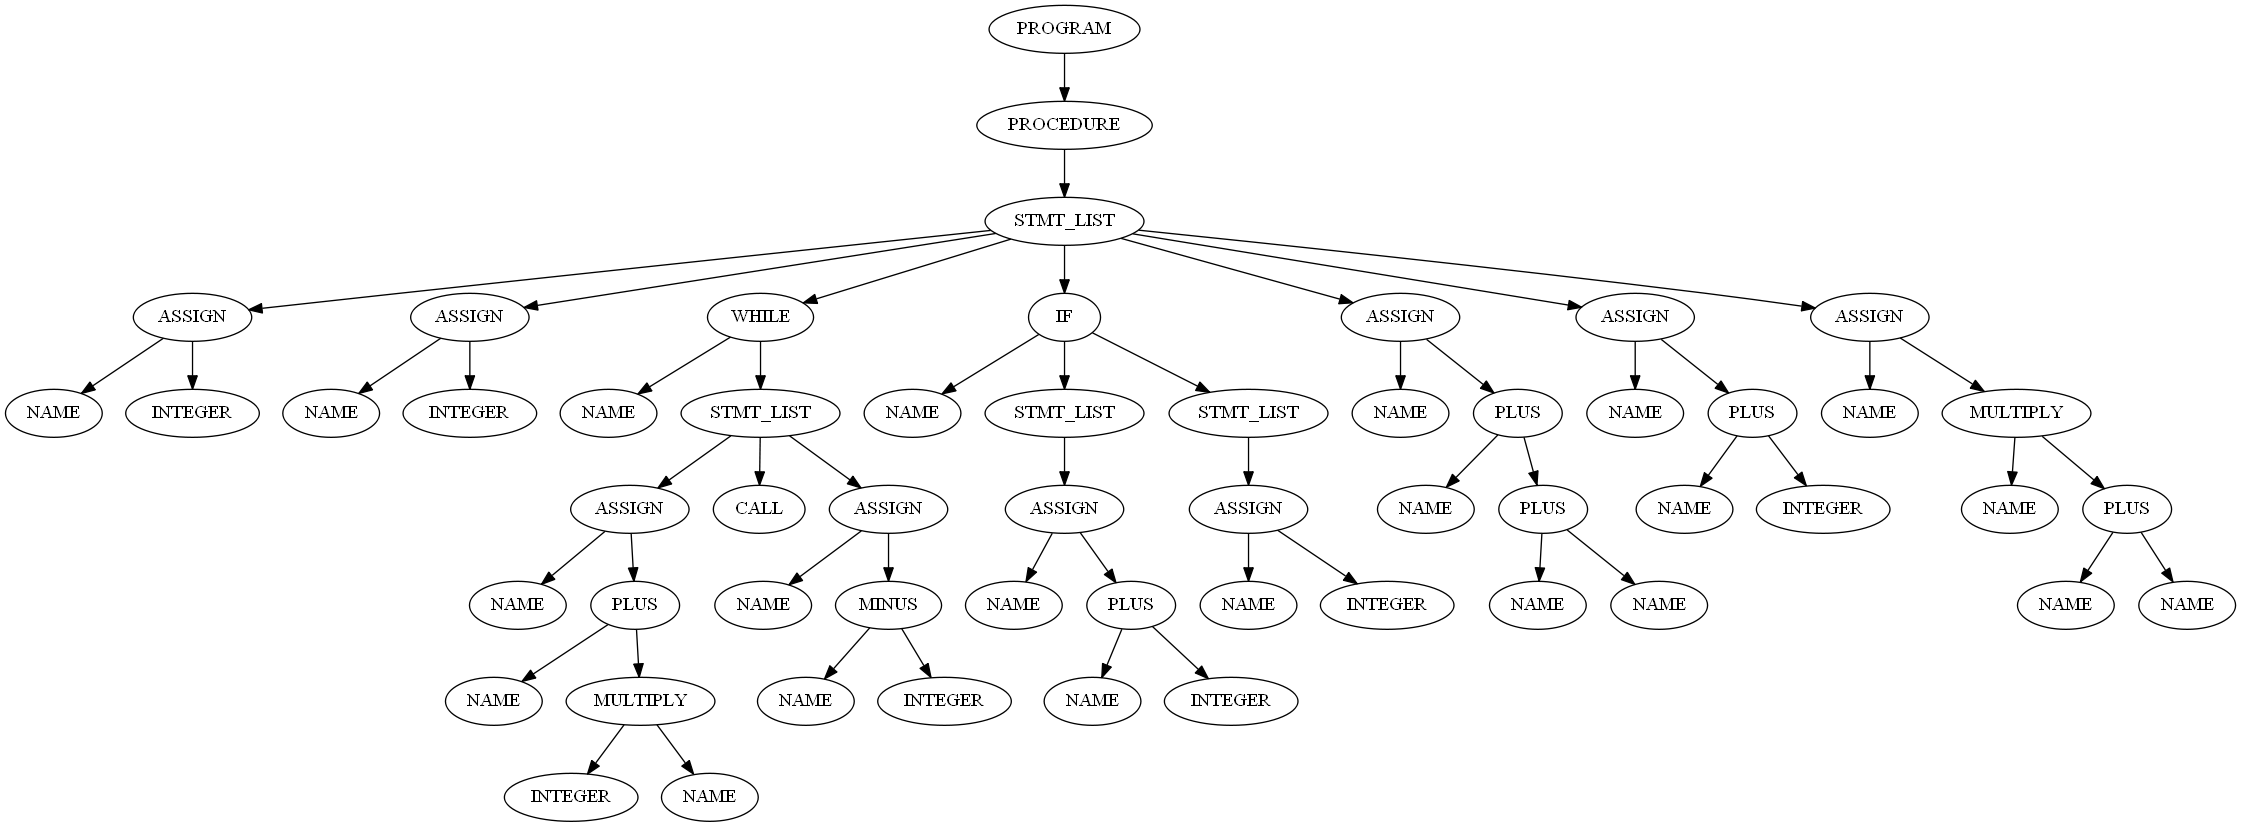 PROGRAM
PROCEDURE
STMT_LIST
ASSIGN ASSIGN WHILE IF ASSIGN ASSIGN ASSIGN
NAME INTEGER NAME INTEGER NAME STMT_LIST NAME STMT_LIST STMT_LIST NAME PLUS NAME PLUS NAME MULTIPLY
ASSIGN CALL ASSIGN ASSIGN ASSIGN NAME PLUS NAME INTEGER NAME PLUS
NAME PLUS NAME MINUS NAME PLUS NAME INTEGER NAME NAME NAME NAME
NAME MULTIPLY NAME INTEGER NAME INTEGER
INTEGER NAME